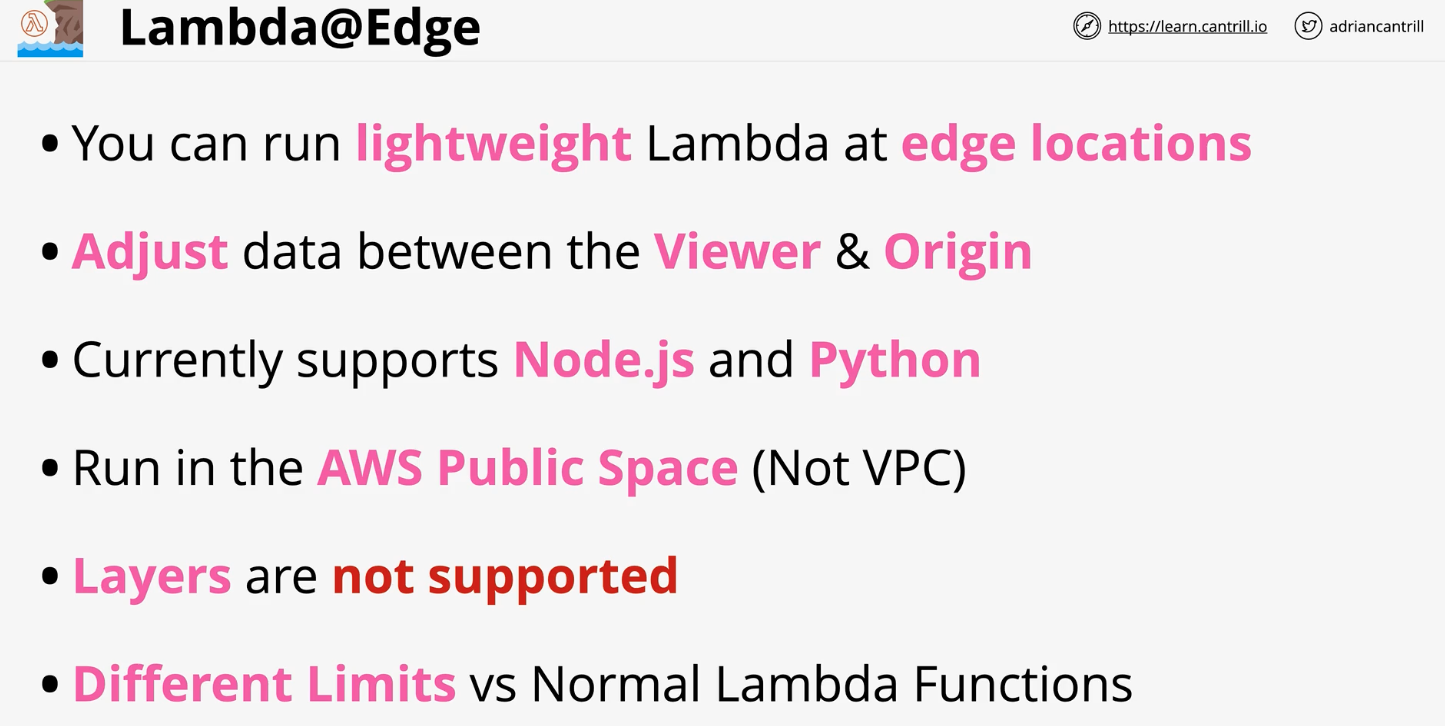 Lambda@Edge
https://learn.cantrill.io
adriancantrill
• You can run lightweight Lambda at edge locations
• Adjust data between the Viewer & Origin
• Currently supports Node.js and Python
• Run in the AWS Public Space (Not VPC)
• Layers are not supported
• Different Limits vs Normal Lambda Functions